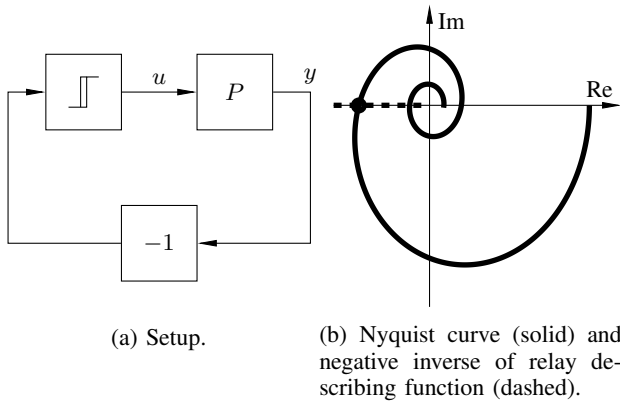 Im
u
y
P
Re
−1
(a) Setup.
(b) Nyquist curve (solid) and
negative inverse of relay de-
scribing function (dashed).